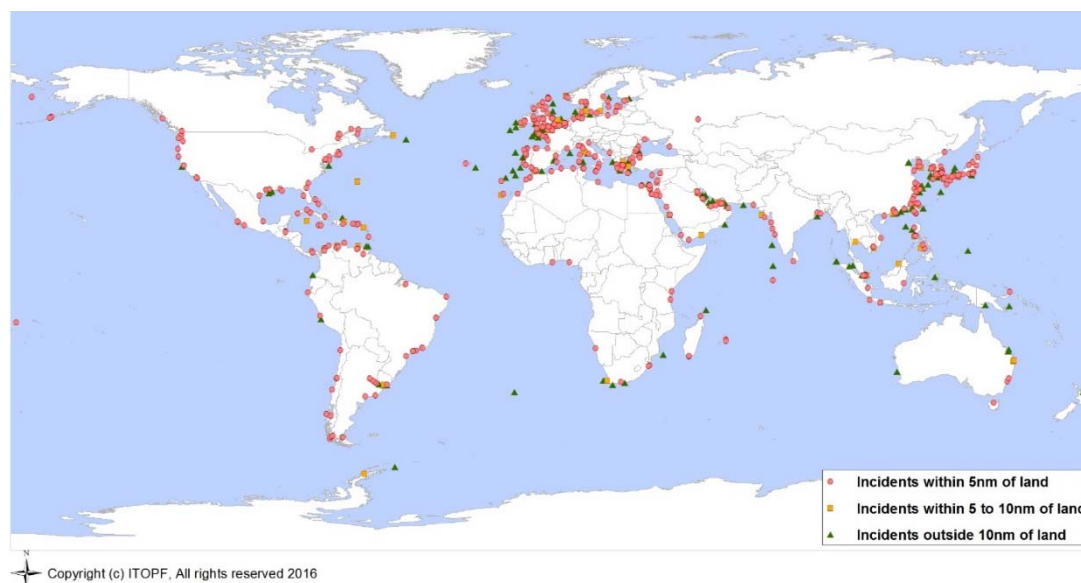 Incidents within 5nm of land
Incidents within 5 to 10nm of land
Incidents outside 10nm of land
N
Copyright (c) ITOPF, All rights reserved 2016